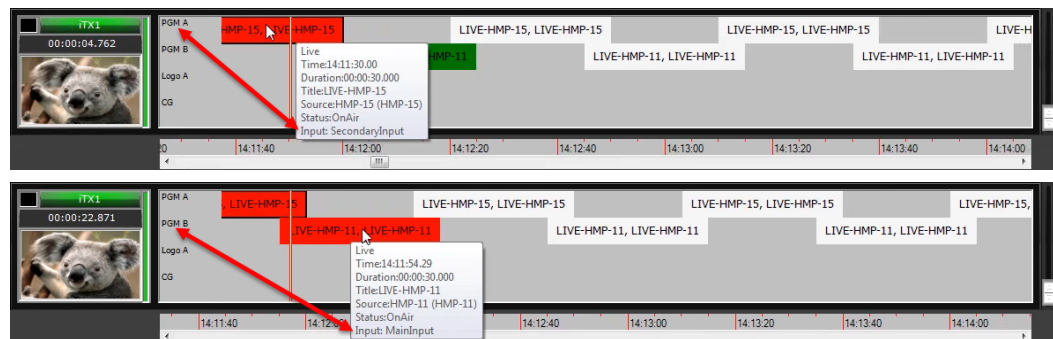 iTX1
00:00:04.762
PGM A
PGM B
Logo A
CG
HMP-15, LIVE-HMP-15
LIVE-HMP-15, LIVE-HMP-15
LIVE-HMP-15, LIVE-HMP-15
LIVE-H
HMP-11
LIVE-HMP-11, LIVE-HMP-11
LIVE-HMP-11, LIVE-HMP-11
Live
Time:14:11:30.00
Duration:00:00:30.000
Title:LIVE-HMP-15
Source:HMP-15 (HMP-15)
Status:OnAir
Input: SecondaryInput
20 14:11:40 14:12:00 14:12:20 14:12:40 14:13:00 14:13:20 14:13:40 14:14:00
iTX1
00:00:22.871
PGM A
PGM B
Logo A
CG
, LIVE-HMP-15
LIVE-HMP-15, LIVE-HMP-15
LIVE-HMP-15, LIVE-HMP-15
LIVE-HMP-15,
LIVE-HMP-11, LIVE-HMP-11
LIVE-HMP-11, LIVE-HMP-11
LIVE-HMP-11, LIVE-HMP-11
Live
Time:14:11:54.29
Duration:00:00:30.000
Title:LIVE-HMP-11
Source:HMP-11 (HMP-11)
Status:OnAir
Input: MainInput
14:11:40 14:12:00 14:12:40 14:13:00 14:13:20 14:13:40 14:14:00